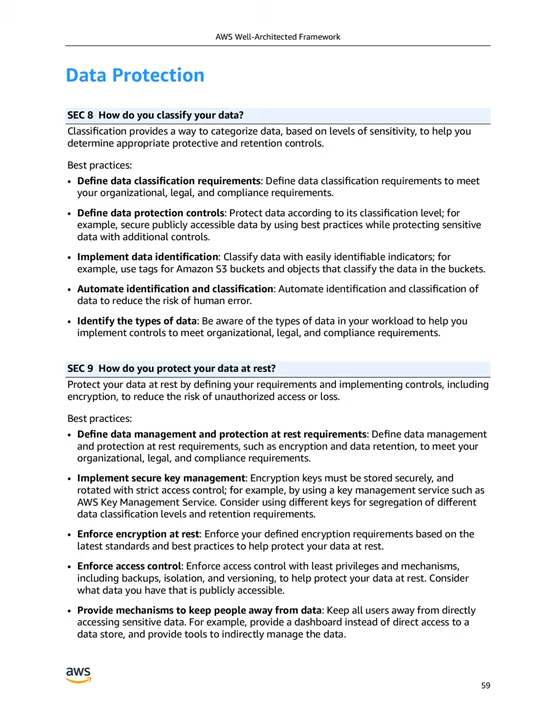 AWS Well-Architected Framework
Data Protection
SEC 8 How do you classify your data?
Classification provides a way to categorize data, based on levels of sensitivity, to help you
determine appropriate protective and retention controls.
Best practices:
• Define data classification requirements: Define data classification requirements to meet
your organizational, legal, and compliance requirements.
• Define data protection controls: Protect data according to its classification level; for
example, secure publicly accessible data by using best practices while protecting sensitive
data with additional controls.
• Implement data identification: Classify data with easily identifiable indicators; for
example, use tags for Amazon S3 buckets and objects that classify the data in the buckets.
• Automate identification and classification: Automate identification and classification of
data to reduce the risk of human error.
• Identify the types of data: Be aware of the types of data in your workload to help you
implement controls to meet organizational, legal, and compliance requirements.
SEC 9 How do you protect your data at rest?
Protect your data at rest by defining your requirements and implementing controls, including
encryption, to reduce the risk of unauthorized access or loss.
Best practices:
• Define data management and protection at rest requirements: Define data management
and protection at rest requirements, such as encryption and data retention, to meet your
organizational, legal, and compliance requirements.
• Implement secure key management: Encryption keys must be stored securely, and
rotated with strict access control; for example, by using a key management service such as
AWS Key Management Service. Consider using different keys for segregation of different
data classification levels and retention requirements.
• Enforce encryption at rest: Enforce your defined encryption requirements based on the
latest standards and best practices to help protect your data at rest.
• Enforce access control: Enforce access control with least privileges and mechanisms,
including backups, isolation, and versioning, to help protect your data at rest. Consider
what data you have that is publicly accessible.
• Provide mechanisms to keep people away from data: Keep all users away from directly
accessing sensitive data. For example, provide a dashboard instead of direct access to a
data store, and provide tools to indirectly manage the data.
aws
59